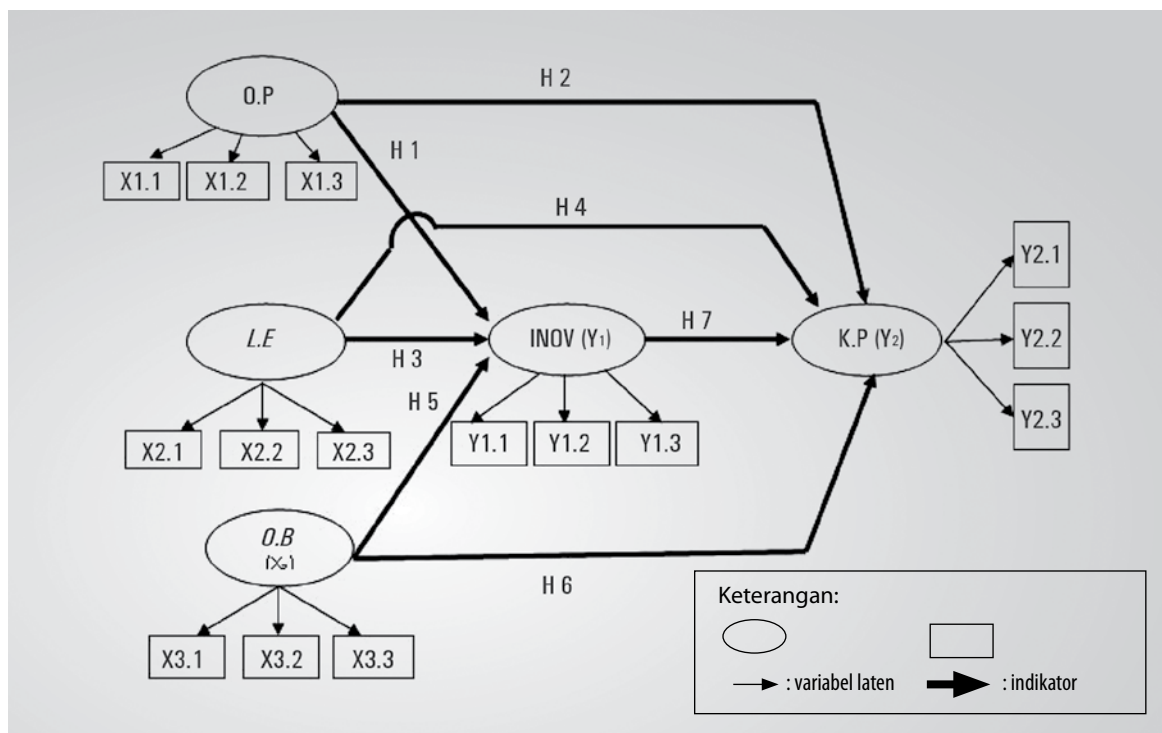 O.P
H 2
H 1
X1.1 X1.2 X1.3
H 4
Y2.1
L.E
INOV (Y1)
H 7
K.P (Y2)
Y2.2
H 3
H 5
Y2.3
X2.1 X2.2 X2.3
Y1.1 Y1.2 Y1.3
O.B
H 6
X3.1 X3.2 X3.3
Keterangan:
: variabel laten : indikator